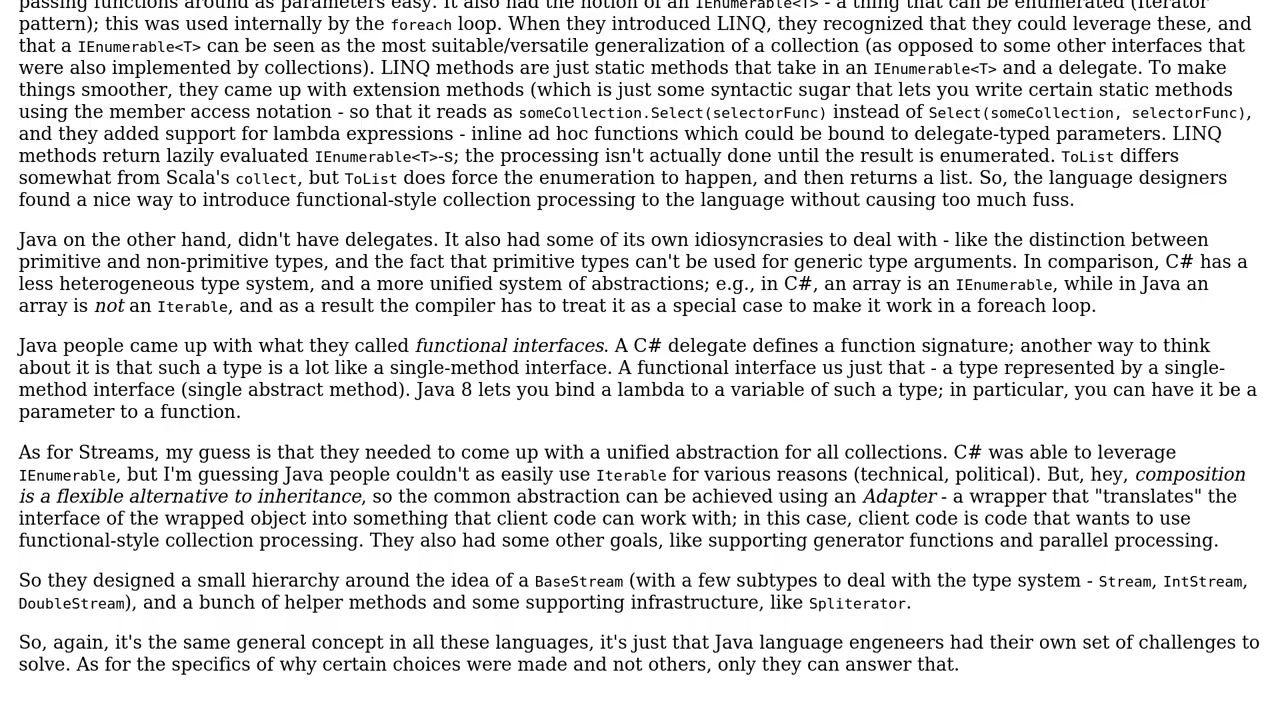 passing functions around as parameters easy. It also had the notion of an IEnumerable<T> - a thing that can be enumerated (Iterator
pattern); this was used internally by the foreach loop. When they introduced LINQ, they recognized that they could leverage these, and
that a IEnumerable<T> can be seen as the most suitable/versatile generalization of a collection (as opposed to some other interfaces that
were also implemented by collections). LINQ methods are just static methods that take in an IEnumerable<T> and a delegate. To make
things smoother, they came up with extension methods (which is just some syntactic sugar that lets you write certain static methods
using the member access notation - so that it reads as someCollection.Select(selectorFunc) instead of Select(someCollection, selectorFunc),
and they added support for lambda expressions - inline ad hoc functions which could be bound to delegate-typed parameters. LINQ
methods return lazily evaluated IEnumerable<T>-s; the processing isn't actually done until the result is enumerated. ToList differs
somewhat from Scala's collect, but ToList does force the enumeration to happen, and then returns a list. So, the language designers
found a nice way to introduce functional-style collection processing to the language without causing too much fuss.
Java on the other hand, didn't have delegates. It also had some of its own idiosyncrasies to deal with - like the distinction between
primitive and non-primitive types, and the fact that primitive types can't be used for generic type arguments. In comparison, C# has a
less heterogeneous type system, and a more unified system of abstractions; e.g., in C#, an array is an IEnumerable, while in Java an
array is not an Iterable, and as a result the compiler has to treat it as a special case to make it work in a foreach loop.
Java people came up with what they called functional interfaces. A C# delegate defines a function signature; another way to think
about it is that such a type is a lot like a single-method interface. A functional interface us just that - a type represented by a single-
method interface (single abstract method). Java 8 lets you bind a lambda to a variable of such a type; in particular, you can have it be a
parameter to a function.
As for Streams, my guess is that they needed to come up with a unified abstraction for all collections. C# was able to leverage
IEnumerable, but I'm guessing Java people couldn't as easily use Iterable for various reasons (technical, political). But, hey, composition
is a flexible alternative to inheritance, so the common abstraction can be achieved using an Adapter - a wrapper that "translates" the
interface of the wrapped object into something that client code can work with; in this case, client code is code that wants to use
functional-style collection processing. They also had some other goals, like supporting generator functions and parallel processing.
So they designed a small hierarchy around the idea of a BaseStream (with a few subtypes to deal with the type system - Stream, IntStream,
DoubleStream), and a bunch of helper methods and some supporting infrastructure, like Spliterator.
So, again, it's the same general concept in all these languages, it's just that Java language engeneers had their own set of challenges to
solve. As for the specifics of why certain choices were made and not others, only they can answer that.